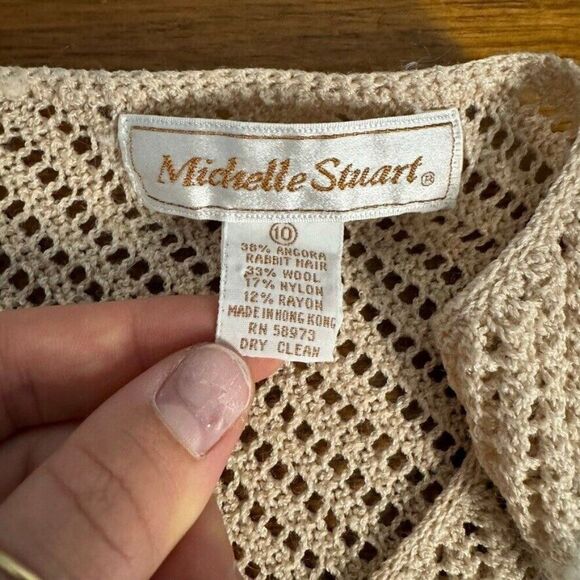 Michelle Stuart®
10
38% ANGORA
RABBIT HAIR
33% WOOL
17% NYLON
12% RAYON
MADE IN HONG KONG
RN 58973
DRY CLEAN